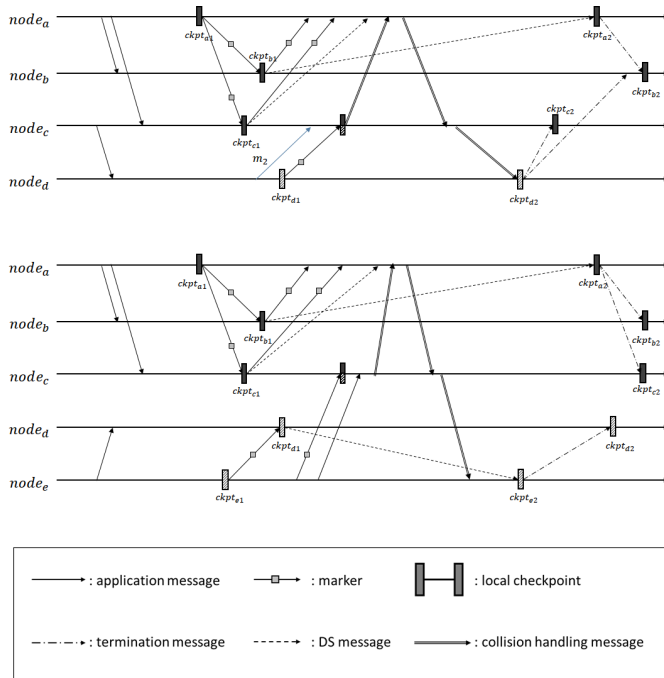 node_a
ckpt_a1
ckpt_b1
ckpt_a2
node_b
ckpt_b2
ckpt_c2
node_c
ckpt_c1
m_2
node_d
ckpt_d1
ckpt_d2
node_a
ckpt_a1
ckpt_a2
node_b
ckpt_b1
ckpt_b2
node_c
ckpt_c1
ckpt_c2
node_d
ckpt_d1
ckpt_d2
node_e
ckpt_e1
ckpt_e2
: application message : marker : local checkpoint
: termination message : DS message : collision handling message